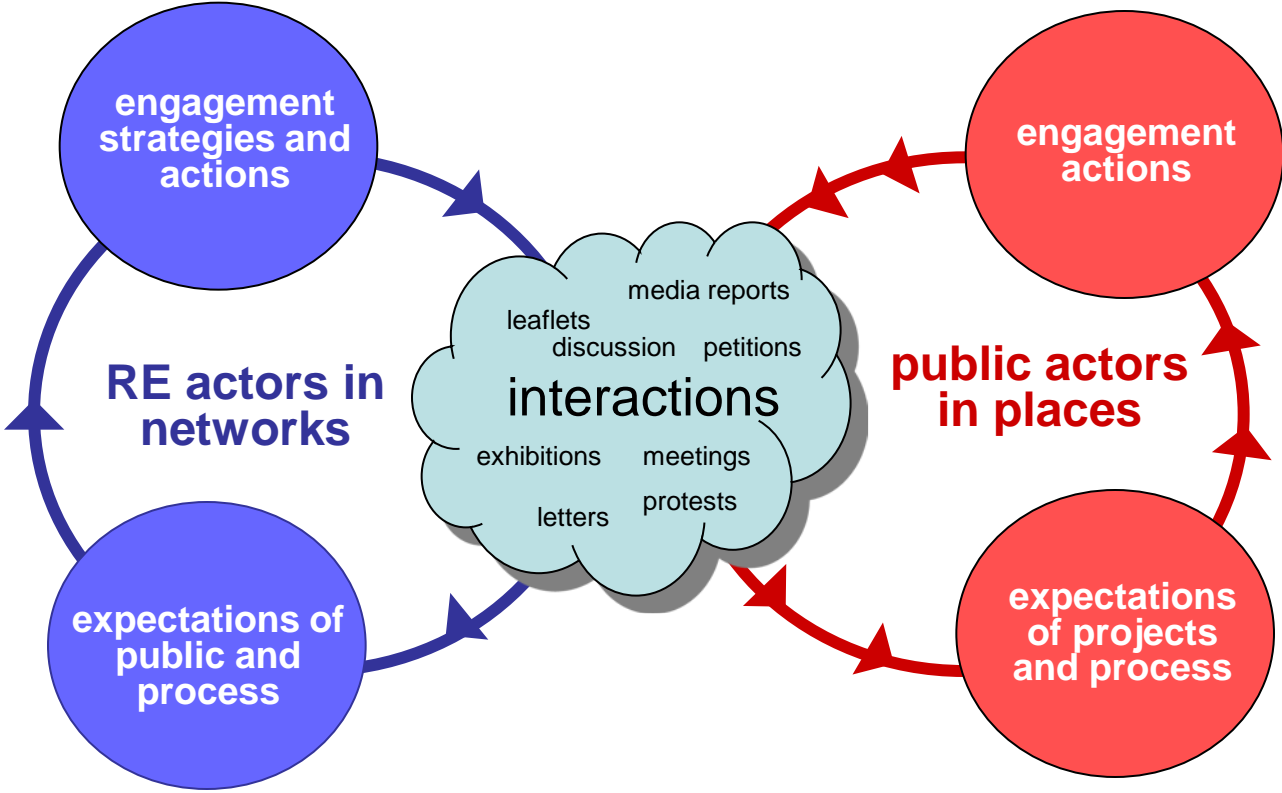 engagement
strategies and
actions
engagement
actions
media reports
leaflets
discussion petitions
RE actors in
networks
interactions
public actors
in places
exhibitions meetings
protests
letters
expectations of
public and
process
expectations
of projects
and process